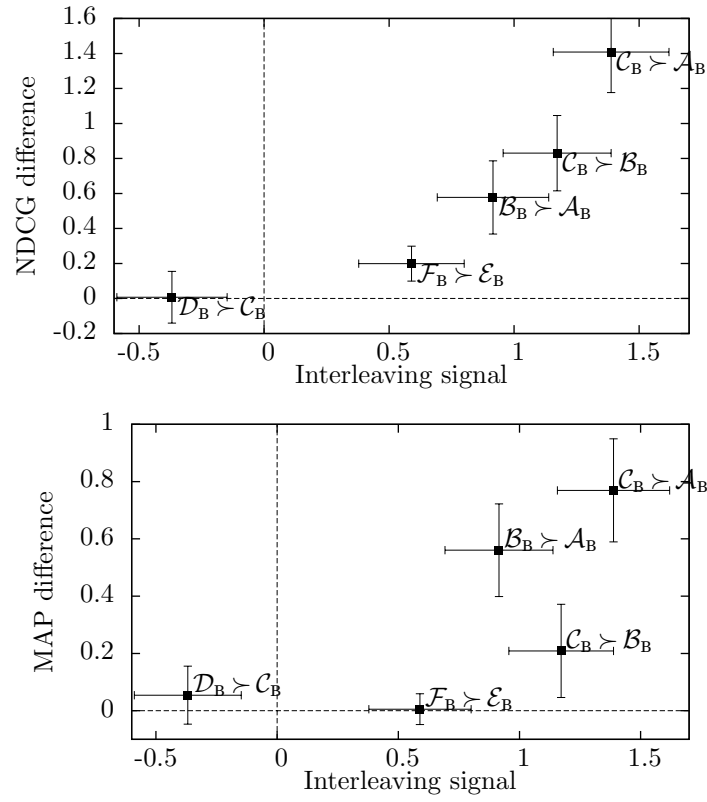 1.6
1.4
1.2
1
0.8
0.6
0.4
0.2
0
-0.2
NDCG difference
𝒞_B ≻ 𝒜_B
𝒞_B ≻ ℬ_B
ℬ_B ≻ 𝒜_B
ℱ_B ≻ ℰ_B
𝒟_B ≻ 𝒞_B
-0.5 0 0.5 1 1.5
Interleaving signal
1
0.8
0.6
0.4
0.2
0
MAP difference
𝒞_B ≻ 𝒜_B
ℬ_B ≻ 𝒜_B
𝒞_B ≻ ℬ_B
𝒟_B ≻ 𝒞_B
ℱ_B ≻ ℰ_B
-0.5 0 0.5 1 1.5
Interleaving signal